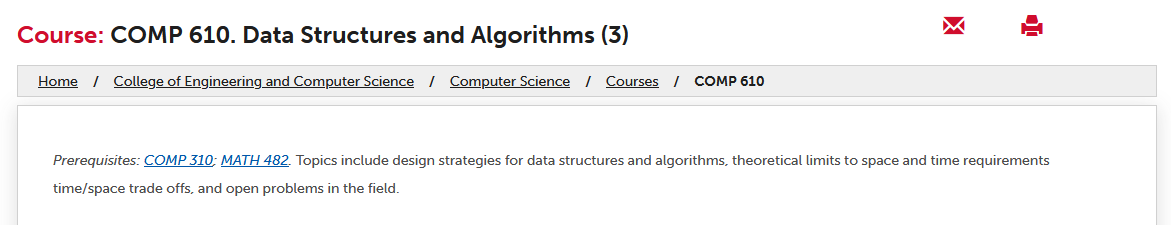 Course: COMP 610. Data Structures and Algorithms (3)
Home / College of Engineering and Computer Science / Computer Science / Courses / COMP 610
Prerequisites: COMP 310; MATH 482. Topics include design strategies for data structures and algorithms, theoretical limits to space and time requirements
time/space trade offs, and open problems in the field.